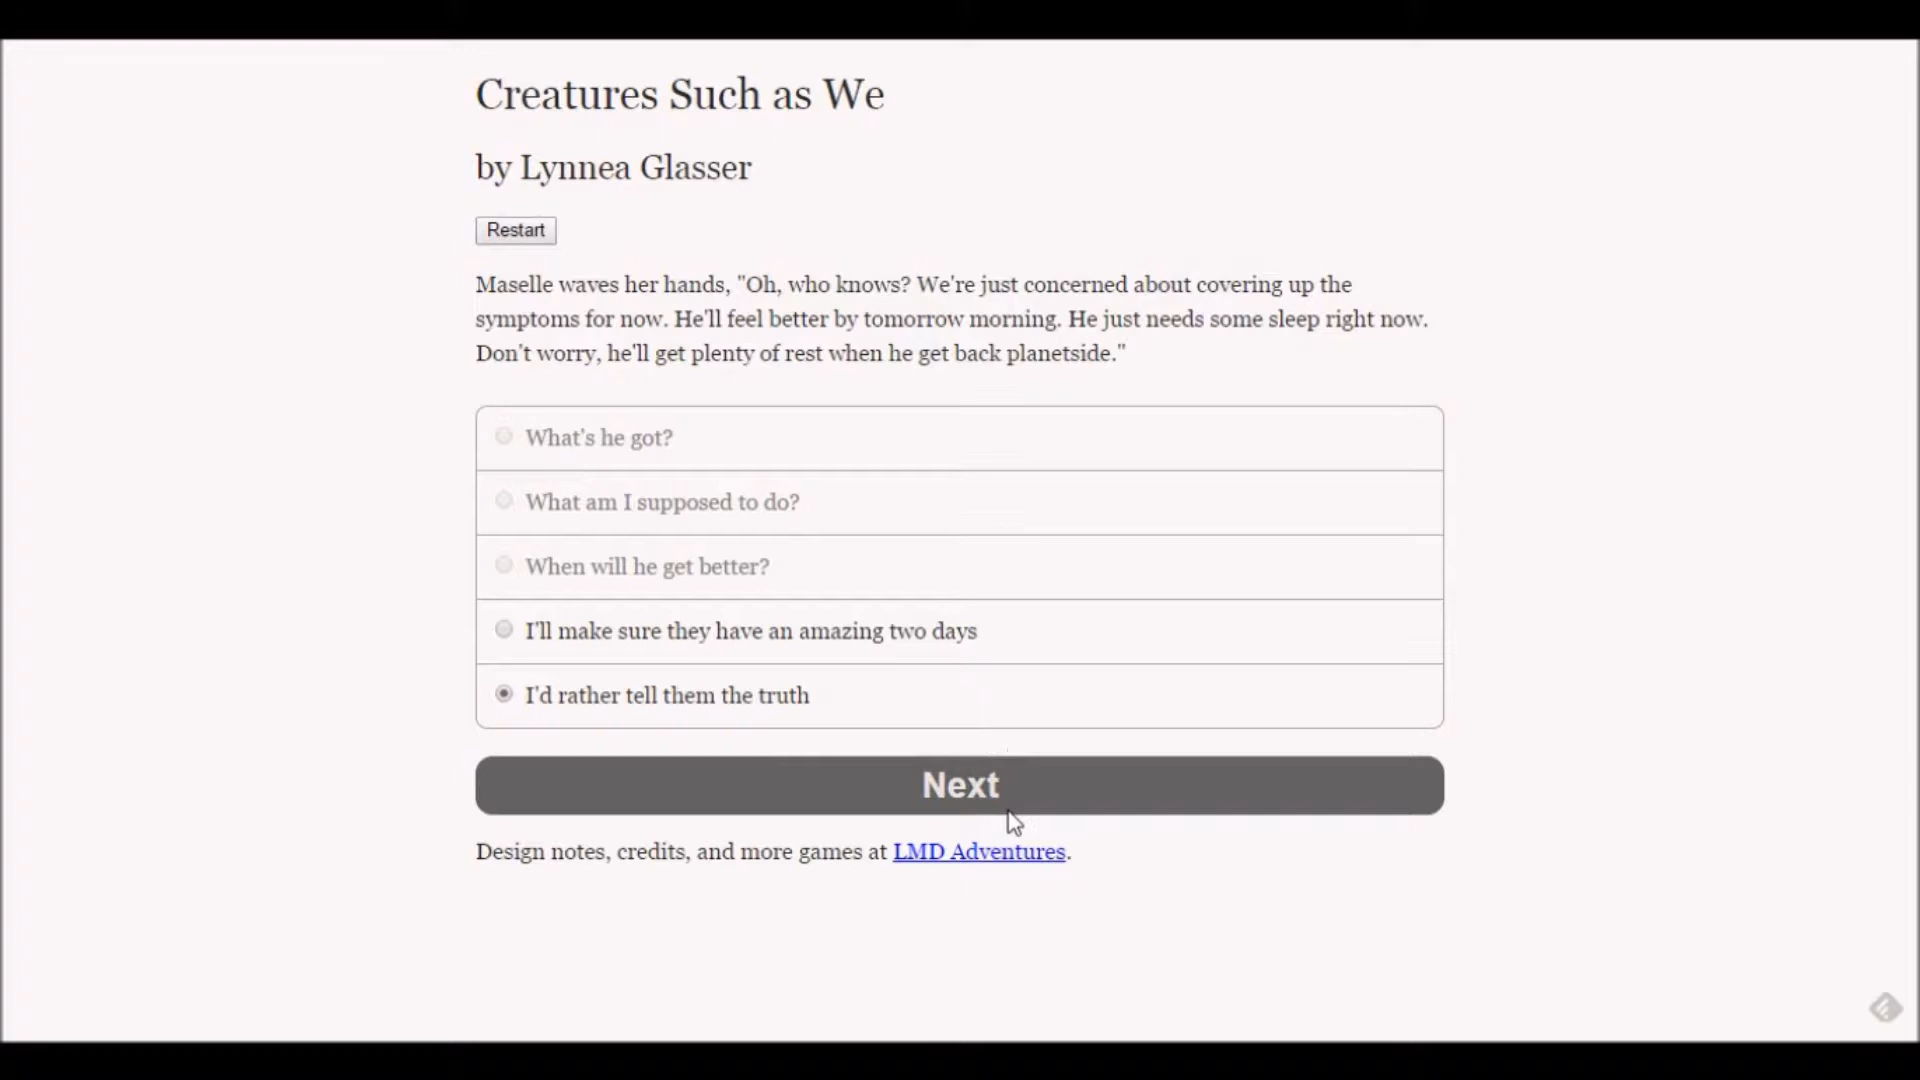 Creatures Such as We
by Lynnea Glasser
Restart
Maselle waves her hands, "Oh, who knows? We're just concerned about covering up the
symptoms for now. He'll feel better by tomorrow morning. He just needs some sleep right now.
Don't worry, he'll get plenty of rest when he get back planetside."
What's he got?
What am I supposed to do?
When will he get better?
I'll make sure they have an amazing two days
I'd rather tell them the truth
Next
Design notes, credits, and more games at LMD Adventures.